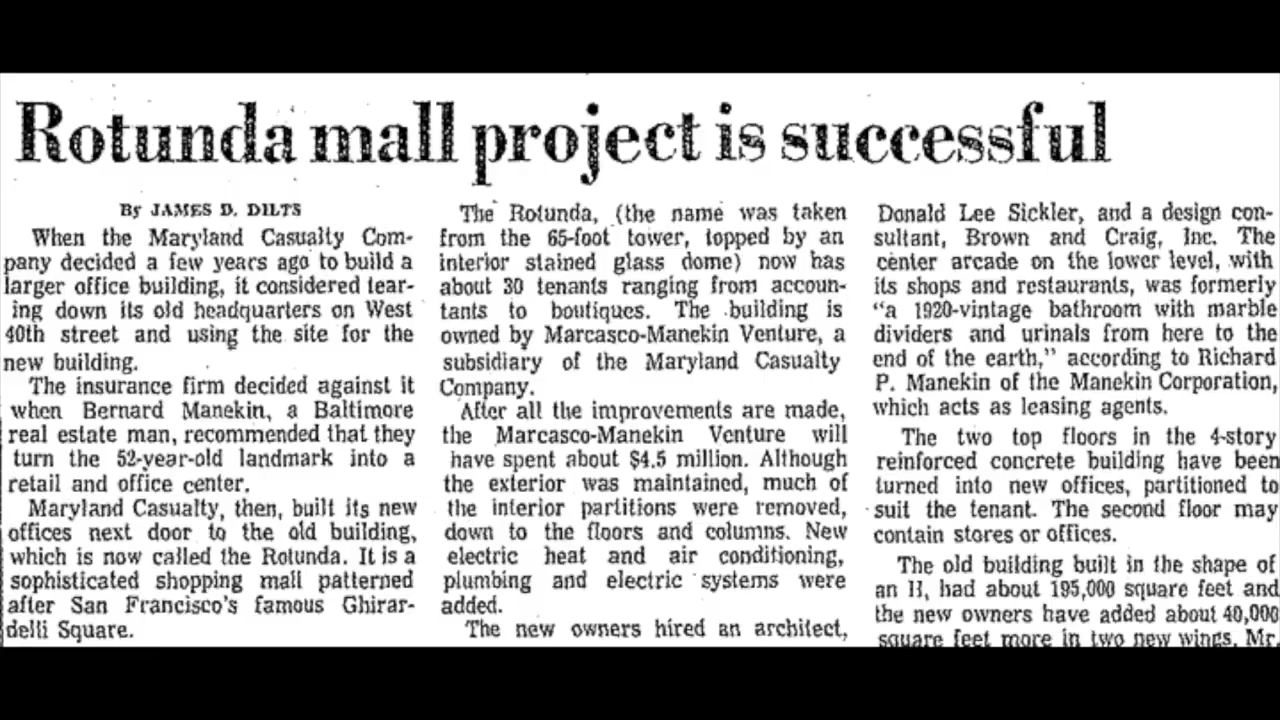 Rotunda mall project is successful
By JAMES D. DILTS
When the Maryland Casualty Com-
pany decided a few years ago to build a
larger office building, it considered tear-
ing down its old headquarters on West
40th street and using the site for the
new building.
The insurance firm decided against it
when Bernard Manekin, a Baltimore
real estate man, recommended that they
turn the 52-year-old landmark into a
retail and office center.
Maryland Casualty, then, built its new
offices next door to the old building,
which is now called the Rotunda. It is a
sophisticated shopping mall patterned
after San Francisco's famous Ghirar-
delli Square.
The Rotunda, (the name was taken
from the 65-foot tower, topped by an
interior stained glass dome) now has
about 30 tenants ranging from accoun-
tants to boutiques. The building is
owned by Marcasco-Manekin Venture, a
subsidiary of the Maryland Casualty
Company.
After all the improvements are made,
the Marcasco-Manekin Venture will
have spent about $4.5 million. Although
the exterior was maintained, much of
the interior partitions were removed,
down to the floors and columns. New
electric heat and air conditioning,
plumbing and electric systems were
added.
The new owners hired an architect,
Donald Lee Sickler, and a design con-
sultant, Brown and Craig, Inc. The
center arcade on the lower level, with
its shops and restaurants, was formerly
"a 1920-vintage bathroom with marble
dividers and urinals from here to the
end of the earth," according to Richard
P. Manekin of the Manekin Corporation,
which acts as leasing agents.
The two top floors in the 4-story
reinforced concrete building have been
turned into new offices, partitioned to
suit the tenant. The second floor may
contain stores or offices.
The old building built in the shape of
an H, had about 195,000 square feet and
the new owners have added about 40,000
square feet more in two new wings, Mr.